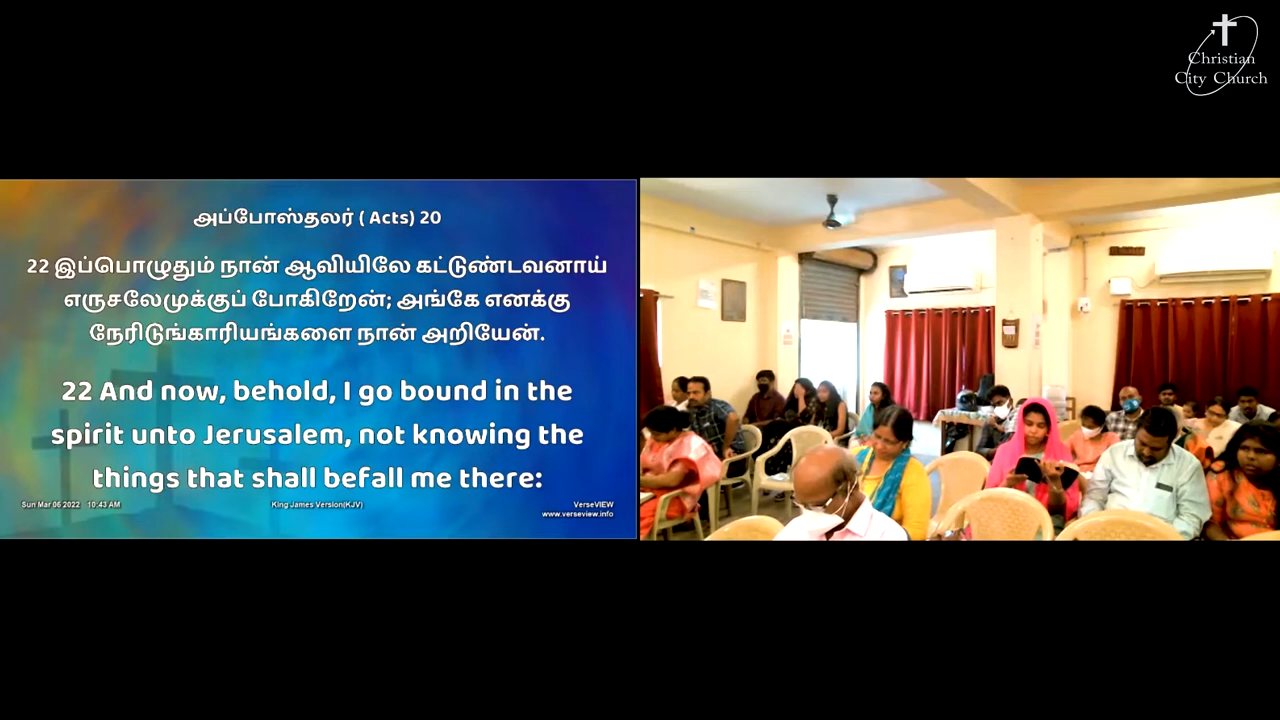 Christian
City Church
அப்போஸ்தலர் ( Acts) 20
22 இப்பொழுதும் நான் ஆவியிலே கட்டுண்டவனாய்
எருசலேமுக்குப் போகிறேன்; அங்கே எனக்கு
நேரிடுங்காரியங்களை நான் அறியேன்.
22 And now, behold, I go bound in the
spirit unto Jerusalem, not knowing the
things that shall befall me there:
Sun Mar 06 2022 10:43 AM
King James Version(KJV)
VerseVIEW
www.verseview.info